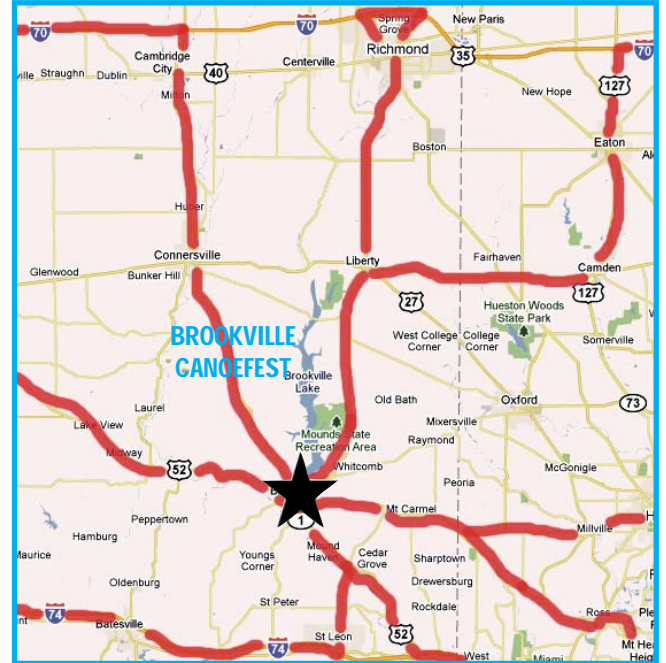 70
Spring
Grove
New Paris
Richmond
35
70
Cambridge
City
Centerville
ville
Straughn
Dublin
40
127
Milton
New Hope
Boston
Eaton
Huber
Connersville
Liberty
Fairhaven
Camden
Glenwood
Bunker Hill
127
27
Hueston Woods
State Park
BROOKVILLE
CANOEFEST
West College
Corner
College
Corner
Somerville
Brookville
Lake
Laurel
Old Bath
Oxford
73
Lake View
Mixersville
Mounds State
Recreation Area
Raymond
Midway
52
Whitcomb
McGonigle
Peoria
1
Mt Carmel
Peppertown
Millville
Hamburg
Mound
Haven
Maurice
Youngs
Corner
Cedar
Grove
Sharptown
Drewersburg
Oldenburg
St Peter
Rockdale
74
Ross
Batesville
St Leon
52
74
West
Miami
Mt Hea
Heigh